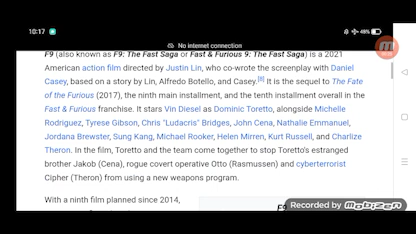 10:17
58%
No internet connection
F9 (also known as F9: The Fast Saga or Fast & Furious 9: The Fast Saga) is a 2021
American action film directed by Justin Lin, who co-wrote the screenplay with Daniel
Casey, based on a story by Lin, Alfredo Botello, and Casey.[8] It is the sequel to The Fate
of the Furious (2017), the ninth main installment, and the tenth installment overall in the
Fast & Furious franchise. It stars Vin Diesel as Dominic Toretto, alongside Michelle
Rodriguez, Tyrese Gibson, Chris "Ludacris" Bridges, John Cena, Nathalie Emmanuel,
Jordana Brewster, Sung Kang, Michael Rooker, Helen Mirren, Kurt Russell, and Charlize
Theron. In the film, Toretto and the team come together to stop Toretto's estranged
brother Jakob (Cena), rogue covert operative Otto (Rasmussen) and cyberterrorist
Cipher (Theron) from using a new weapons program.
With a ninth film planned since 2014,
F9
Recorded by MOBIZEN